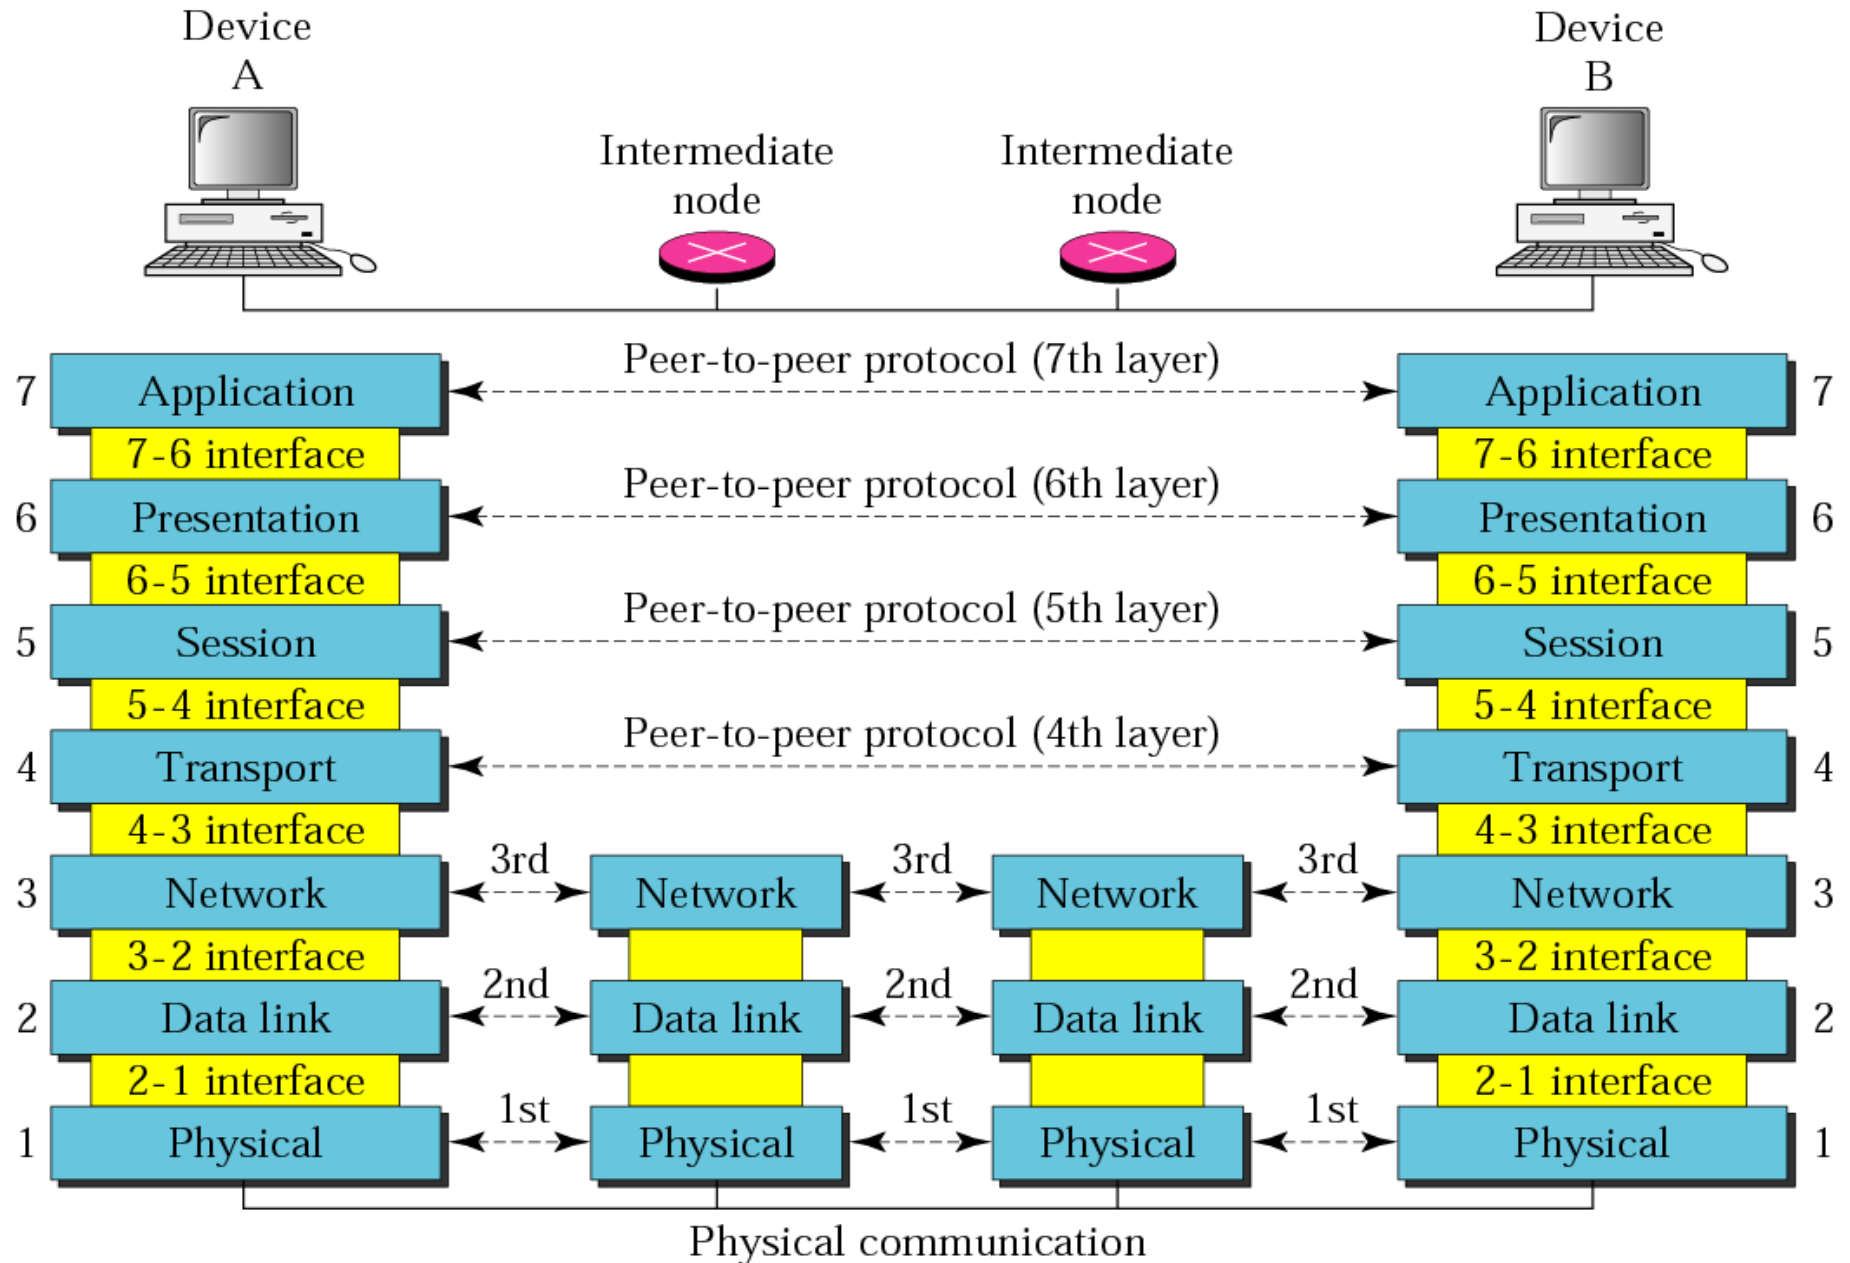 Device
A
Device
B
Intermediate
node
Intermediate
node
Peer-to-peer protocol (7th layer)
7
Application
Application
7
7-6 interface
7-6 interface
Peer-to-peer protocol (6th layer)
6
Presentation
Presentation
6
6-5 interface
6-5 interface
Peer-to-peer protocol (5th layer)
5
Session
Session
5
5-4 interface
5-4 interface
Peer-to-peer protocol (4th layer)
4
Transport
Transport
4
4-3 interface
4-3 interface
3rd
3rd
3rd
3
Network
Network
Network
Network
3
3-2 interface
3-2 interface
2nd
2nd
2nd
2
Data link
Data link
Data link
Data link
2
2-1 interface
2-1 interface
1st
1st
1st
1
Physical
Physical
Physical
Physical
1
Physical communication